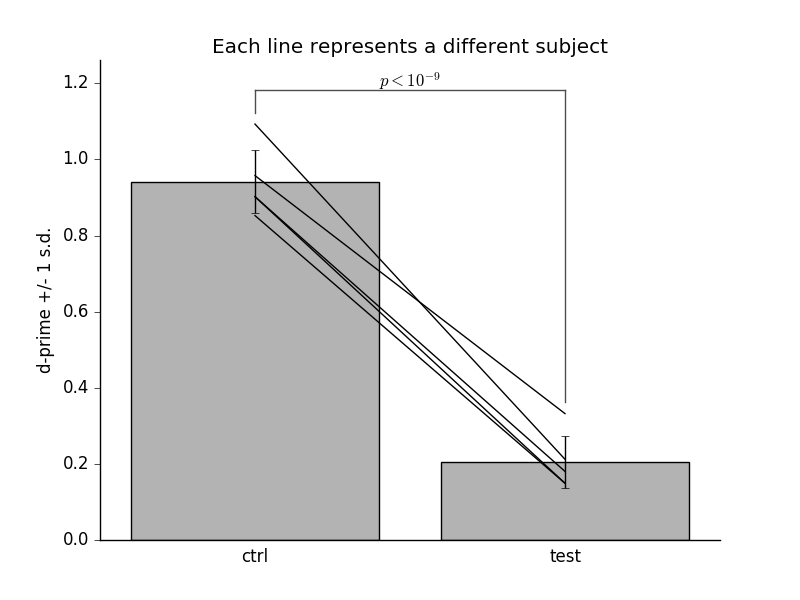 Each line represents a different subject
p < 10⁻⁹
d-prime +/- 1 s.d.
1.2
1.0
0.8
0.6
0.4
0.2
0.0
ctrl
test